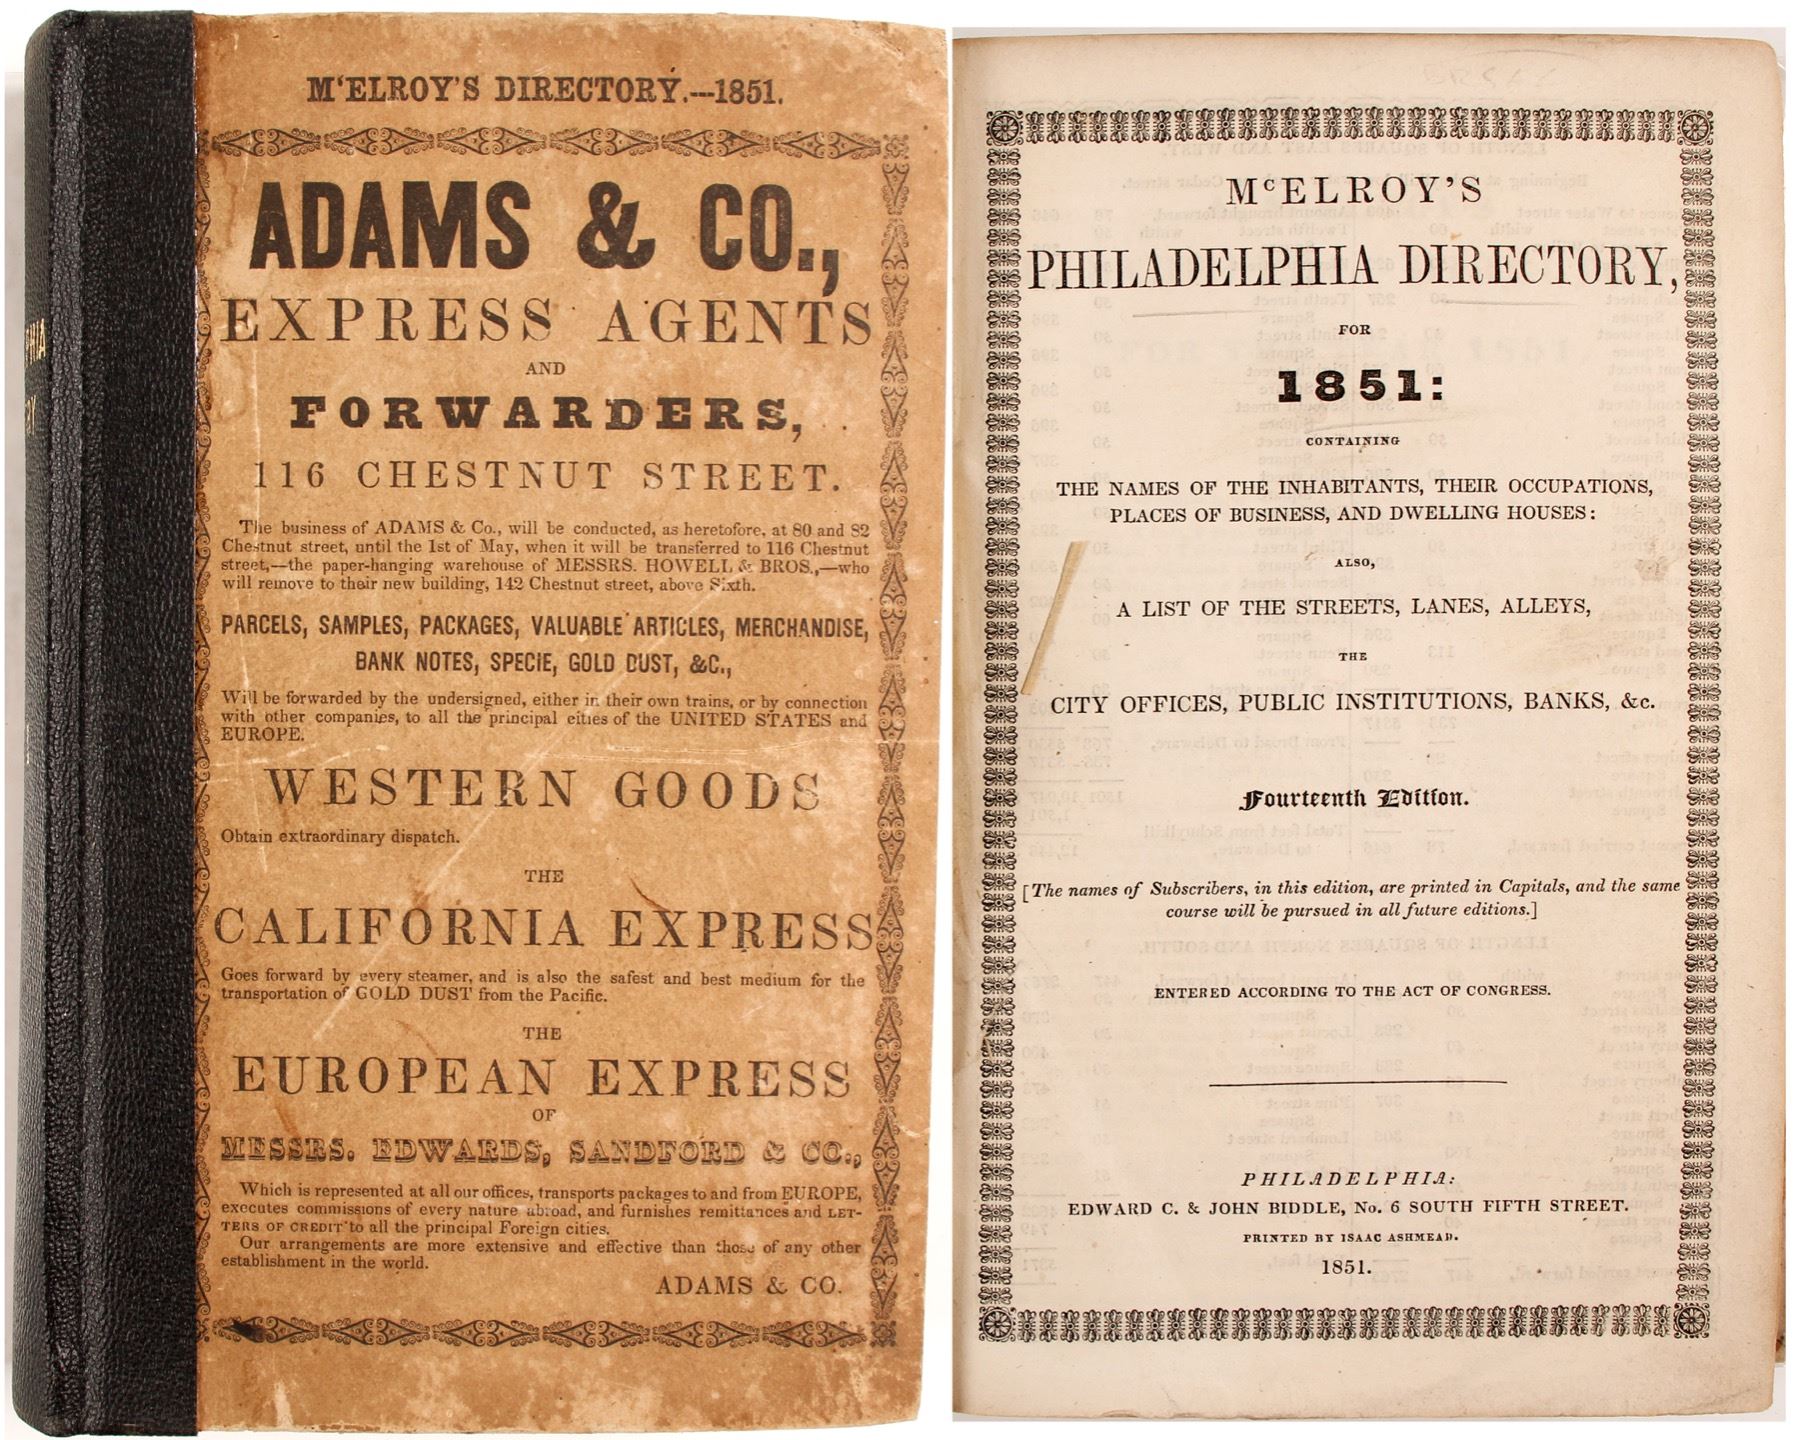 M'ELROY'S DIRECTORY.--1851.
ADAMS & CO.,
EXPRESS AGENTS
AND
FORWARDERS,
116 CHESTNUT STREET.
The business of ADAMS & Co., will be conducted, as heretofore, at 80 and 82
Chestnut street, until the 1st of May, when it will be transferred to 116 Chestnut
street,—the paper-hanging warehouse of MESSRS. HOWELL & BROS.,—who
will remove to their new building, 142 Chestnut street, above Sixth.
PARCELS, SAMPLES, PACKAGES, VALUABLE ARTICLES, MERCHANDISE,
BANK NOTES, SPECIE, GOLD DUST, &C.,
Will be forwarded by the undersigned, either in their own trains, or by connection
with other companies, to all the principal cities of the UNITED STATES and
EUROPE.
WESTERN GOODS
Obtain extraordinary dispatch.
THE
CALIFORNIA EXPRESS
Goes forward by every steamer, and is also the safest and best medium for the
transportation of GOLD DUST from the Pacific.
THE
EUROPEAN EXPRESS
OF
MESSRS. EDWARDS, SANDFORD & CO.,
Which is represented at all our offices, transports packages to and from EUROPE,
executes commissions of every nature abroad, and furnishes remittances and LET-
TERS OF CREDIT to all the principal Foreign cities.
Our arrangements are more extensive and effective than those of any other
establishment in the world.
ADAMS & CO.
McELROY'S
PHILADELPHIA DIRECTORY,
FOR
1851:
CONTAINING
THE NAMES OF THE INHABITANTS, THEIR OCCUPATIONS,
PLACES OF BUSINESS, AND DWELLING HOUSES:
ALSO,
A LIST OF THE STREETS, LANES, ALLEYS,
THE
CITY OFFICES, PUBLIC INSTITUTIONS, BANKS, &c.
Fourteenth Edition.
[The names of Subscribers, in this edition, are printed in Capitals, and the same
course will be pursued in all future editions.]
ENTERED ACCORDING TO THE ACT OF CONGRESS.
PHILADELPHIA:
EDWARD C. & JOHN BIDDLE, No. 6 SOUTH FIFTH STREET.
PRINTED BY ISAAC ASHMEAD.
1851.